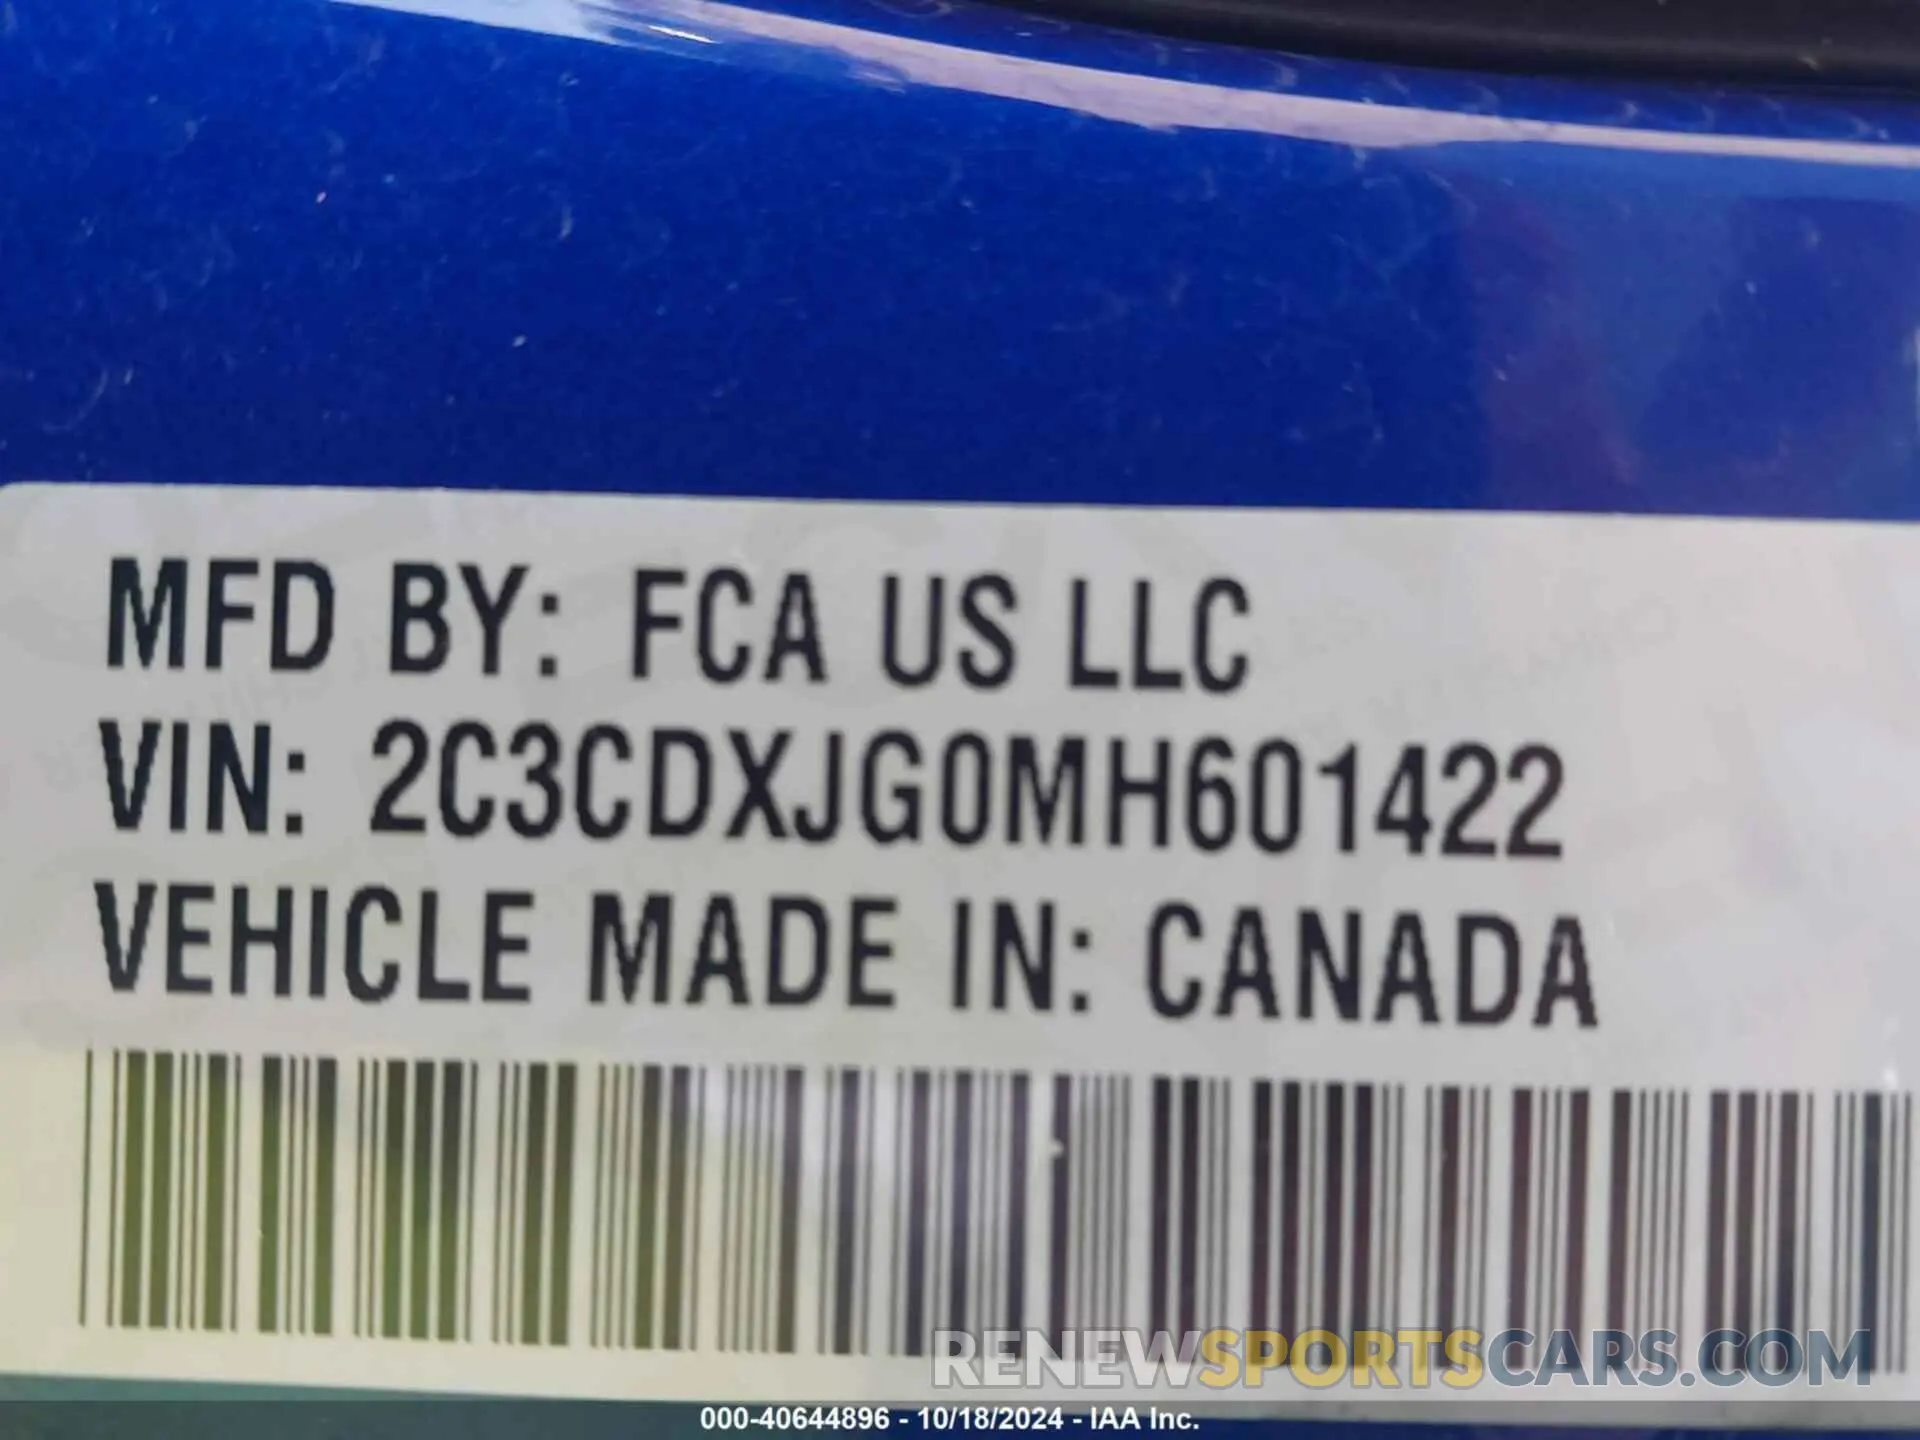 MFD BY: FCA US LLC
VIN: 2C3CDXJG0MH601422
VEHICLE MADE IN: CANADA
RENEWSPORTSCARS.COM
000-40644896 - 10/18/2024 - IAA Inc.